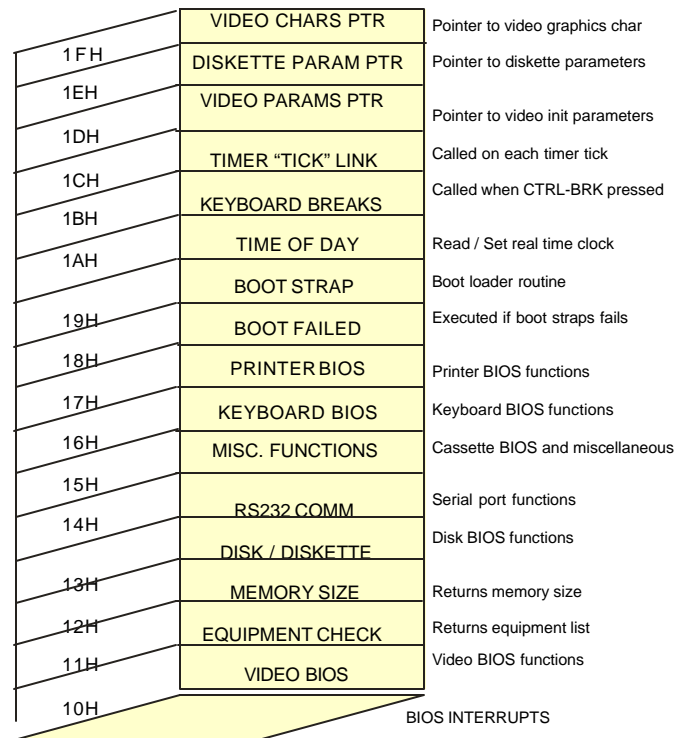 VIDEO CHARS PTR Pointer to video graphics char
1FH DISKETTE PARAM PTR Pointer to diskette parameters
1EH VIDEO PARAMS PTR Pointer to video init parameters
1DH TIMER “TICK” LINK Called on each timer tick
1CH KEYBOARD BREAKS Called when CTRL-BRK pressed
1BH TIME OF DAY Read / Set real time clock
1AH BOOT STRAP Boot loader routine
19H BOOT FAILED Executed if boot straps fails
18H PRINTER BIOS Printer BIOS functions
17H KEYBOARD BIOS Keyboard BIOS functions
16H MISC. FUNCTIONS Cassette BIOS and miscellaneous
15H RS232 COMM Serial port functions
14H DISK / DISKETTE Disk BIOS functions
13H MEMORY SIZE Returns memory size
12H EQUIPMENT CHECK Returns equipment list
11H VIDEO BIOS Video BIOS functions
10H BIOS INTERRUPTS